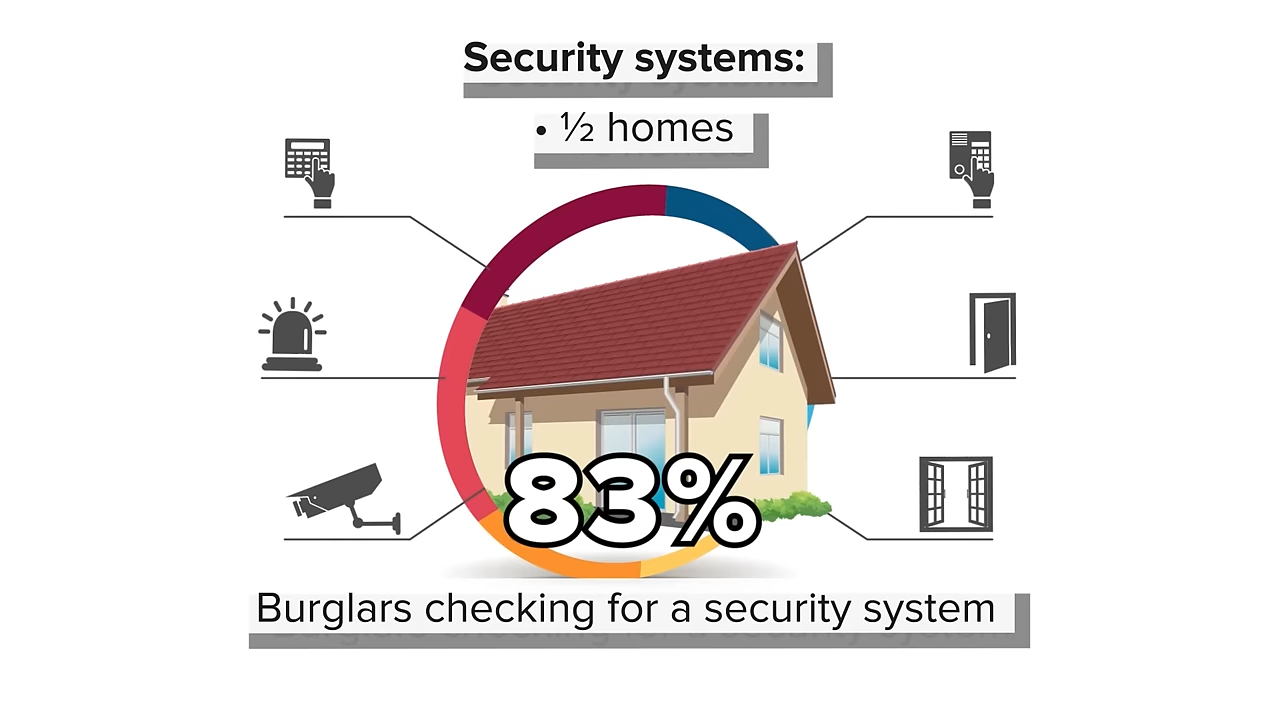 Security systems:
• ½ homes
83%
Burglars checking for a security system